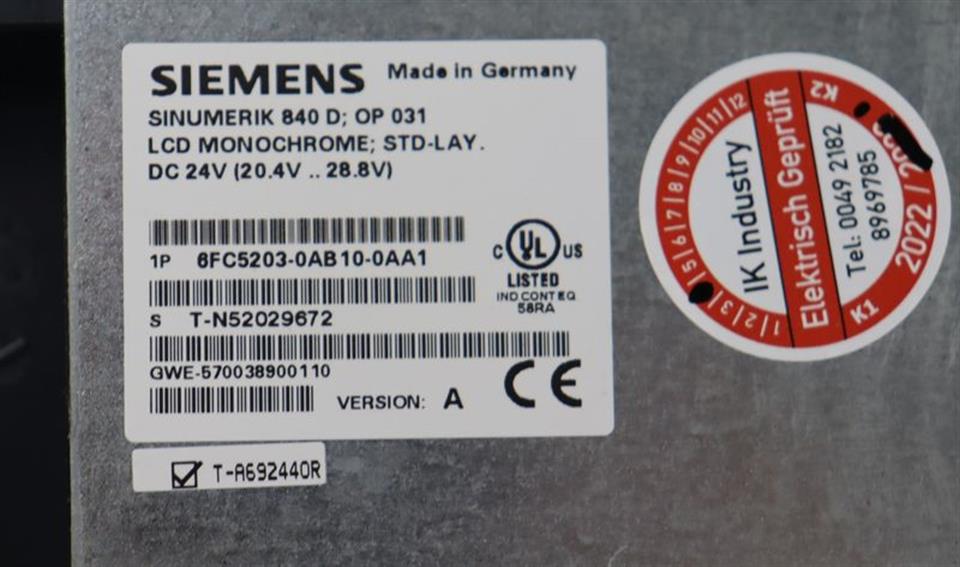 SIEMENS Made in Germany
SINUMERIK 840 D; OP 031
LCD MONOCHROME; STD-LAY.
DC 24V (20.4V .. 28.8V)
1P 6FC5203-0AB10-0AA1
C UL US
LISTED
IND CONT EQ
58RA
S T-N52029672
GWE-570038900110
VERSION: A CE
T-A692440R
IK Industry
Elektrisch Geprüft
Tel: 0049 2182
8969785
K1
K2
2022 /
1/2/3/
/5/6/7/8/9/10/11/12